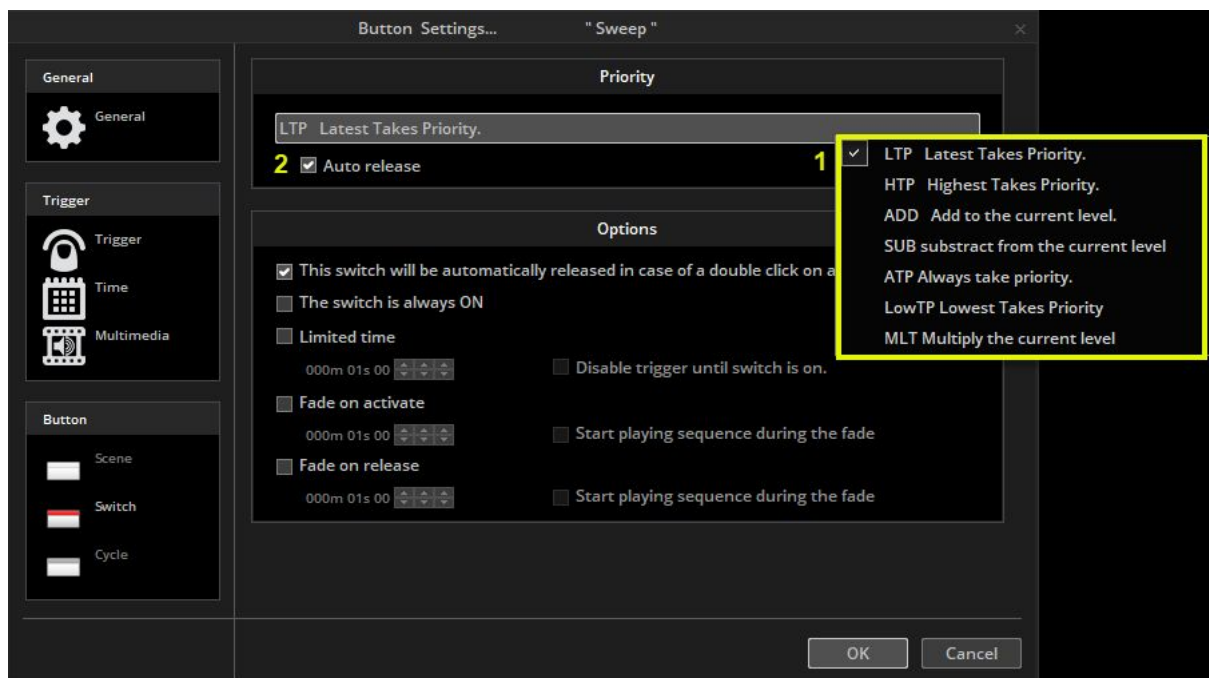 Button Settings... " Sweep "
General
General
Trigger
Trigger
Time
Multimedia
Button
Scene
Switch
Cycle
Priority
LTP Latest Takes Priority.
2 Auto release
1
LTP Latest Takes Priority.
HTP Highest Takes Priority.
ADD Add to the current level.
SUB substract from the current level
ATP Always take priority.
LowTP Lowest Takes Priority
MLT Multiply the current level
Options
This switch will be automatically released in case of a double click on a
The switch is always ON
Limited time
000m 01s 00 Disable trigger until switch is on.
Fade on activate
000m 01s 00 Start playing sequence during the fade
Fade on release
000m 01s 00 Start playing sequence during the fade
OK Cancel